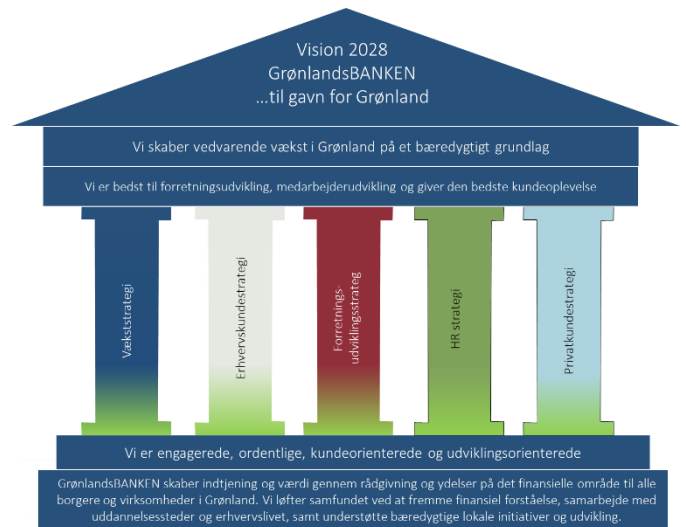 Vision 2028
GrønlandsBANKEN
...til gavn for Grønland
Vi skaber vedvarende vækst i Grønland på et bæredygtigt grundlag
Vi er bedst til forretningsudvikling, medarbejderudvikling og giver den bedste kundeoplevelse
Vækststrategi
Erhvervskundestrategi
Forretnings-
udviklingsstrateg
HR strategi
Privatkundestrategi
Vi er engagerede, ordentlige, kundeorienterede og udviklingsorienterede
GrønlandsBANKEN skaber indtjening og værdi gennem rådgivning og ydelser på det finansielle område til alle
borgere og virksomheder i Grønland. Vi løfter samfundet ved at fremme finansiel forståelse, samarbejde med
uddannelsessteder og erhvervslivet, samt understøtte bæredygtige lokale initiativer og udvikling.